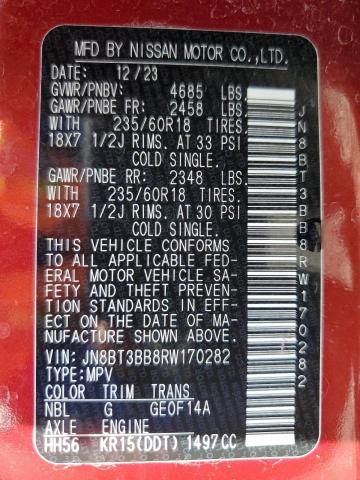 MFD BY NISSAN MOTOR CO.,LTD.
DATE: 12/23
GVWR/PNBV: 4685 LBS
GAWR/PNBE FR: 2458 LBS.
WITH 235/60R18 TIRES.
18X7 1/2J RIMS. AT 33 PSI
COLD SINGLE.
GAWR/PNBE RR: 2348 LBS.
WITH 235/60R18 TIRES.
18X7 1/2J RIMS. AT 30 PSI
COLD SINGLE.
THIS VEHICLE CONFORMS
TO ALL APPLICABLE FED-
ERAL MOTOR VEHICLE SA-
FETY AND THEFT PREVEN-
TION STANDARDS IN EFF-
ECT ON THE DATE OF MA-
NUFACTURE SHOWN ABOVE.
VIN: JN8BT3BB8RW170282
TYPE: MPV
COLOR TRIM TRANS
NBL G GE0F14A
AXLE ENGINE
HH56 KR15(DDT) 1497CC
JN8BT3BB8RW170282